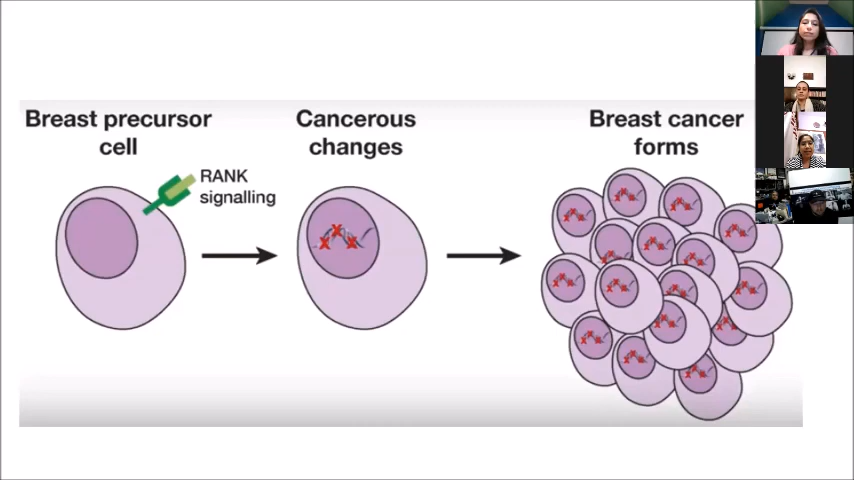 Breast precursor
cell
RANK
signalling
Cancerous
changes
Breast cancer
forms